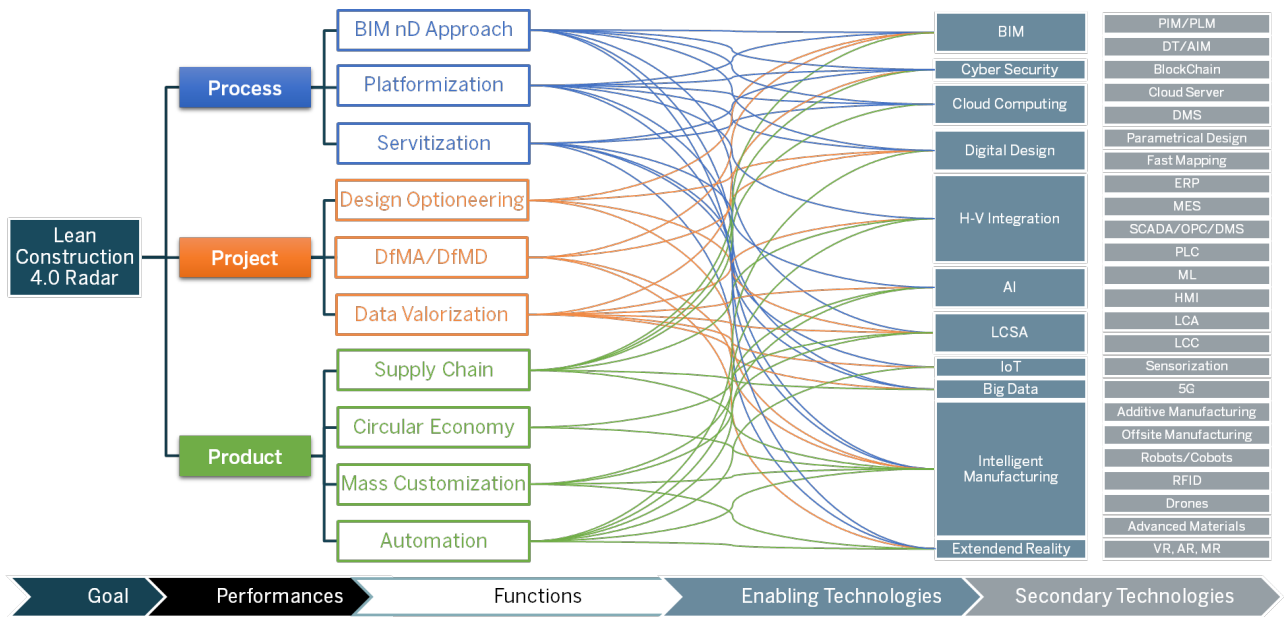 Lean
Construction
4.0 Radar
Process
Project
Product
BIM nD Approach
Platformization
Servitization
Design Optioneering
DfMA/DfMD
Data Valorization
Supply Chain
Circular Economy
Mass Customization
Automation
BIM
Cyber Security
Cloud Computing
Digital Design
H-V Integration
AI
LCSA
IoT
Big Data
Intelligent
Manufacturing
Extendend Reality
PIM/PLM
DT/AIM
BlockChain
Cloud Server
DMS
Parametrical Design
Fast Mapping
ERP
MES
SCADA/OPC/DMS
PLC
ML
HMI
LCA
LCC
Sensorization
5G
Additive Manufacturing
Offsite Manufacturing
Robots/Cobots
RFID
Drones
Advanced Materials
VR, AR, MR
Goal
Performances
Functions
Enabling Technologies
Secondary Technologies